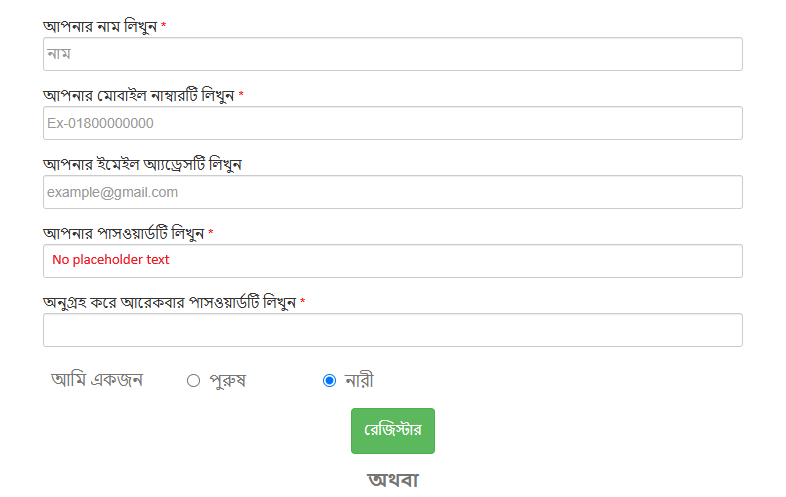 আপনার নাম লিখুন *
নাম
আপনার মোবাইল নাম্বারটি লিখুন *
Ex-01800000000
আপনার ইমেইল অ্যাড্রেসটি লিখুন
example@gmail.com
আপনার পাসওয়ার্ডটি লিখুন *
No placeholder text
অনুগ্রহ করে আরেকবার পাসওয়ার্ডটি লিখুন *
আমি একজন পুরুষ নারী
রেজিস্টার
অথবা